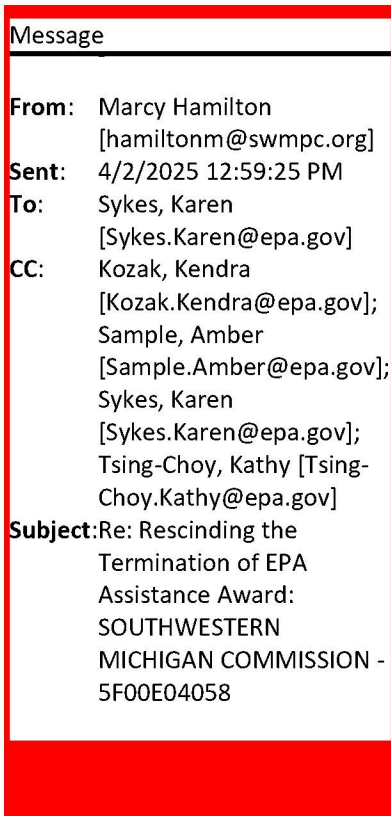 Message
From: Marcy Hamilton
[hamiltonm@swmpc.org]
Sent: 4/2/2025 12:59:25 PM
To: Sykes, Karen
[Sykes.Karen@epa.gov]
CC: Kozak, Kendra
[Kozak.Kendra@epa.gov];
Sample, Amber
[Sample.Amber@epa.gov];
Sykes, Karen
[Sykes.Karen@epa.gov];
Tsing-Choy, Kathy [Tsing-
Choy.Kathy@epa.gov]
Subject:Re: Rescinding the
Termination of EPA
Assistance Award:
SOUTHWESTERN
MICHIGAN COMMISSION -
5F00E04058